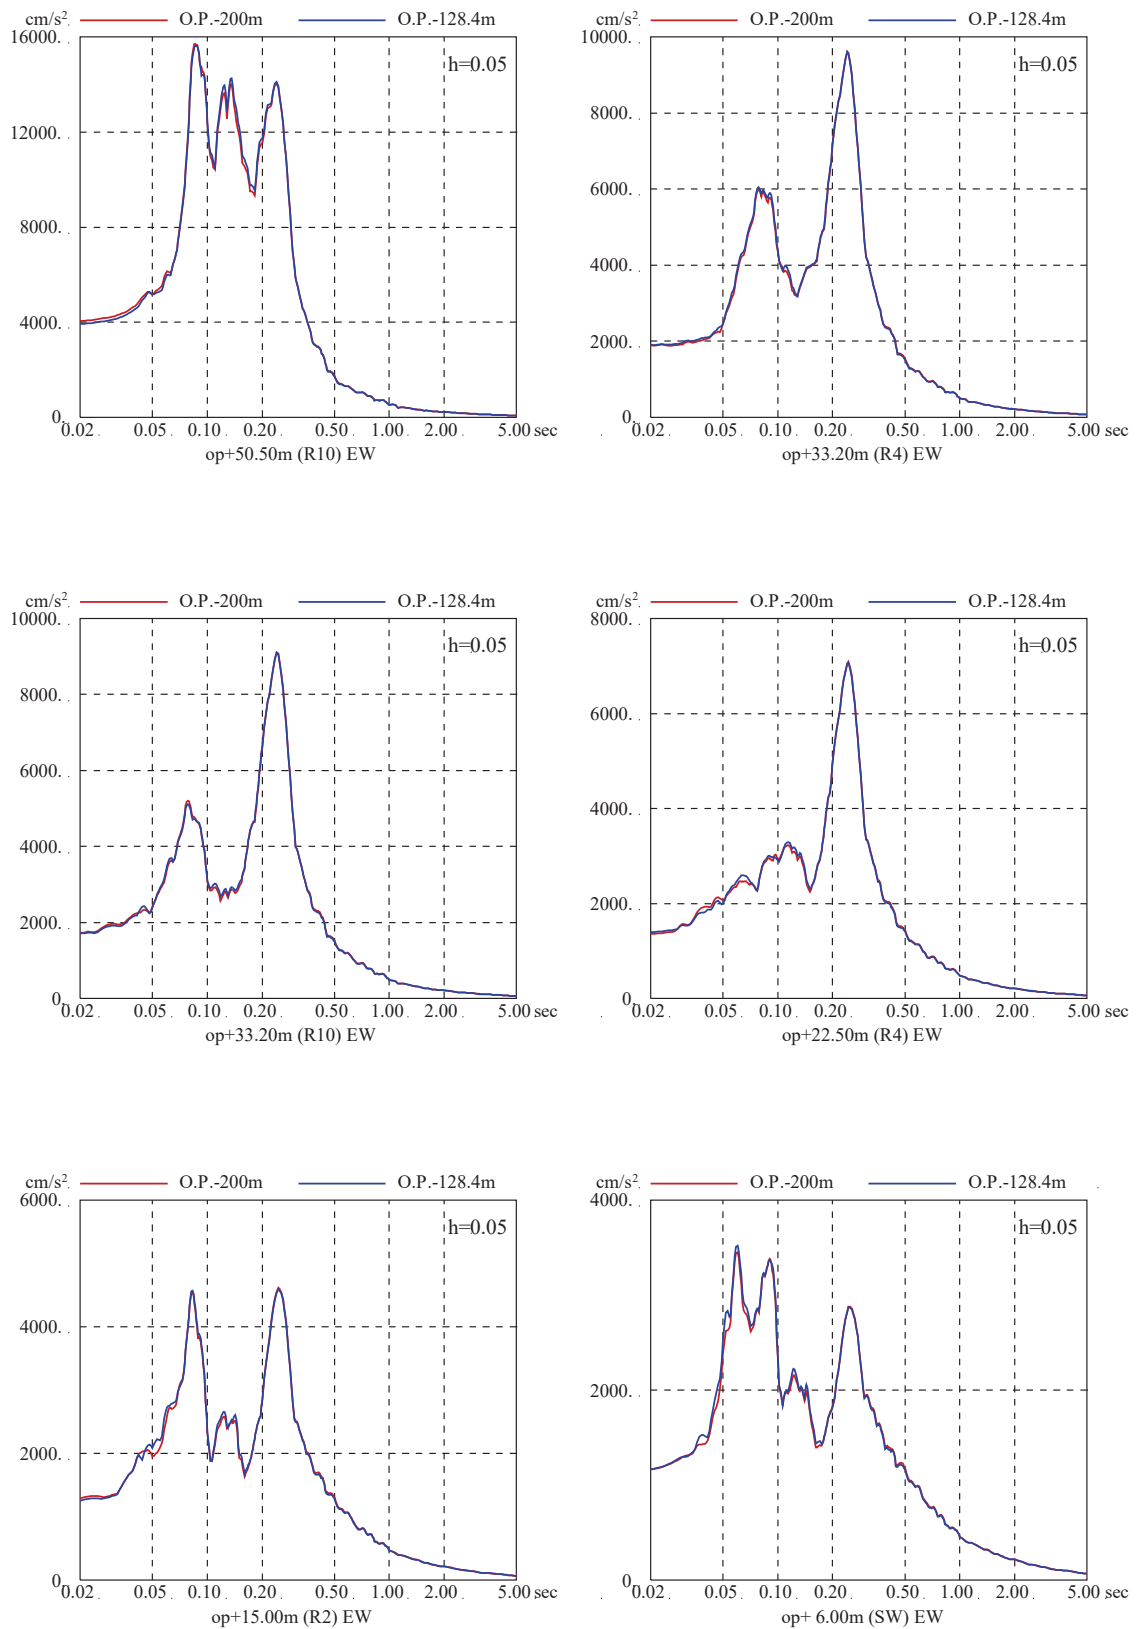 cm/s² O.P.-200m O.P.-128.4m
16000.
h=0.05
12000.
8000.
4000.
0.
0.02 0.05 0.10 0.20 0.50 1.00 2.00 5.00 sec
op+50.50m (R10) EW
cm/s² O.P.-200m O.P.-128.4m
10000.
h=0.05
8000.
6000.
4000.
2000.
0.
0.02 0.05 0.10 0.20 0.50 1.00 2.00 5.00 sec
op+33.20m (R4) EW
cm/s² O.P.-200m O.P.-128.4m
10000.
h=0.05
8000.
6000.
4000.
2000.
0.
0.02 0.05 0.10 0.20 0.50 1.00 2.00 5.00 sec
op+33.20m (R10) EW
cm/s² O.P.-200m O.P.-128.4m
8000.
h=0.05
6000.
4000.
2000.
0.
0.02 0.05 0.10 0.20 0.50 1.00 2.00 5.00 sec
op+22.50m (R4) EW
cm/s² O.P.-200m O.P.-128.4m
6000.
h=0.05
4000.
2000.
0.
0.02 0.05 0.10 0.20 0.50 1.00 2.00 5.00 sec
op+15.00m (R2) EW
cm/s² O.P.-200m O.P.-128.4m
4000.
h=0.05
2000.
0.
0.02 0.05 0.10 0.20 0.50 1.00 2.00 5.00 sec
op+ 6.00m (SW) EW